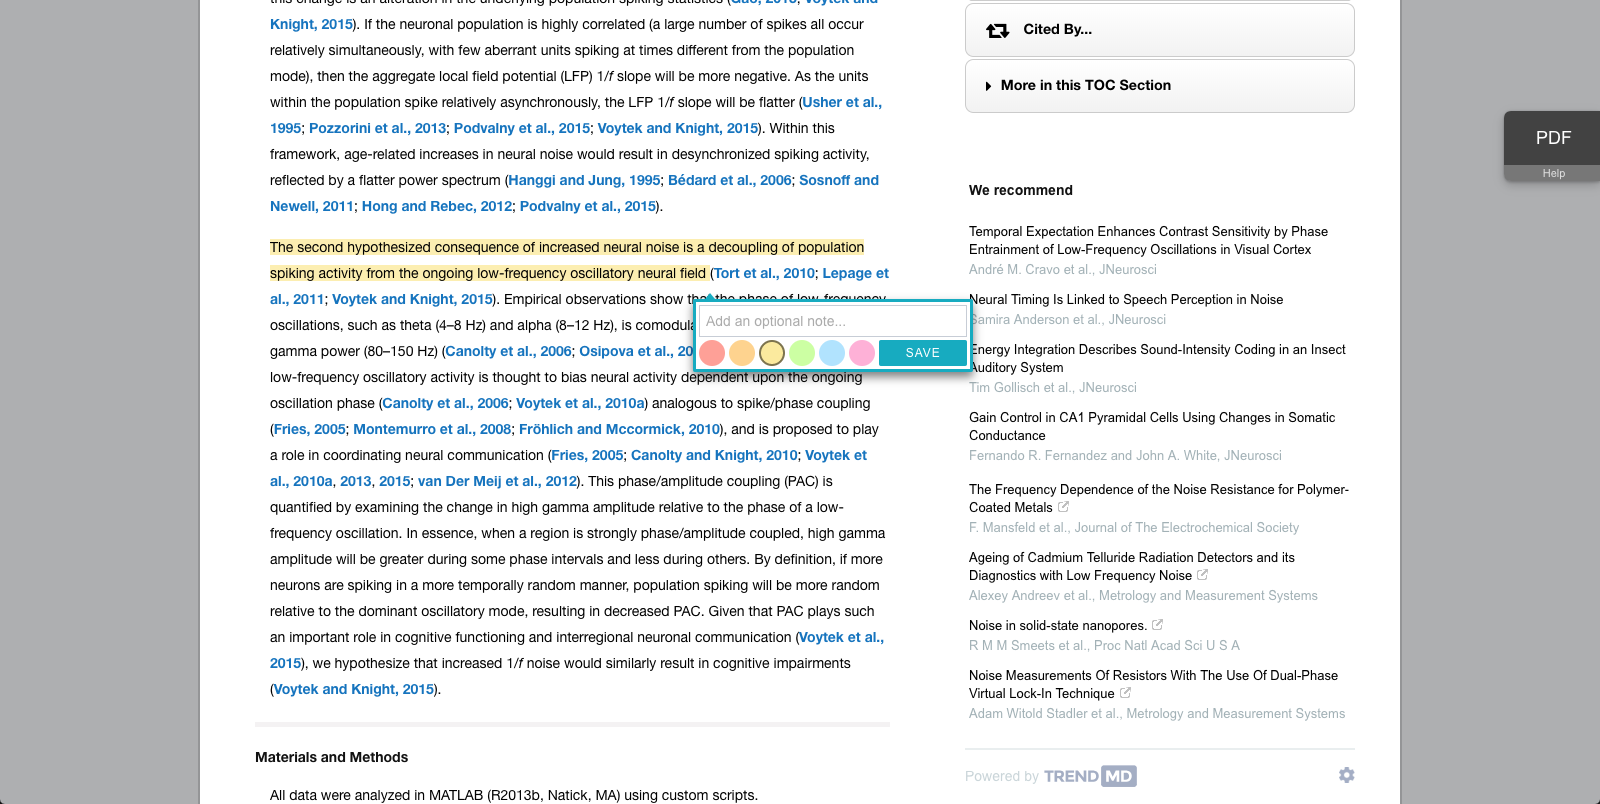 this change is an alteration in the underlying population spiking statistics (Gao, 2015; Voytek and
Knight, 2015). If the neuronal population is highly correlated (a large number of spikes all occur
relatively simultaneously, with few aberrant units spiking at times different from the population
mode), then the aggregate local field potential (LFP) 1/f slope will be more negative. As the units
within the population spike relatively asynchronously, the LFP 1/f slope will be flatter (Usher et al.,
1995; Pozzorini et al., 2013; Podvalny et al., 2015; Voytek and Knight, 2015). Within this
framework, age-related increases in neural noise would result in desynchronized spiking activity,
reflected by a flatter power spectrum (Hanggi and Jung, 1995; Bédard et al., 2006; Sosnoff and
Newell, 2011; Hong and Rebec, 2012; Podvalny et al., 2015).
The second hypothesized consequence of increased neural noise is a decoupling of population
spiking activity from the ongoing low-frequency oscillatory neural field (Tort et al., 2010; Lepage et
al., 2011; Voytek and Knight, 2015). Empirical observations show that the phase of low-frequency
oscillations, such as theta (4–8 Hz) and alpha (8–12 Hz), is comodula
gamma power (80–150 Hz) (Canolty et al., 2006; Osipova et al., 20
low-frequency oscillatory activity is thought to bias neural activity dependent upon the ongoing
oscillation phase (Canolty et al., 2006; Voytek et al., 2010a) analogous to spike/phase coupling
(Fries, 2005; Montemurro et al., 2008; Fröhlich and Mccormick, 2010), and is proposed to play
a role in coordinating neural communication (Fries, 2005; Canolty and Knight, 2010; Voytek et
al., 2010a, 2013, 2015; van Der Meij et al., 2012). This phase/amplitude coupling (PAC) is
quantified by examining the change in high gamma amplitude relative to the phase of a low-
frequency oscillation. In essence, when a region is strongly phase/amplitude coupled, high gamma
amplitude will be greater during some phase intervals and less during others. By definition, if more
neurons are spiking in a more temporally random manner, population spiking will be more random
relative to the dominant oscillatory mode, resulting in decreased PAC. Given that PAC plays such
an important role in cognitive functioning and interregional neuronal communication (Voytek et al.,
2015), we hypothesize that increased 1/f noise would similarly result in cognitive impairments
(Voytek and Knight, 2015).
Materials and Methods
All data were analyzed in MATLAB (R2013b, Natick, MA) using custom scripts.
Add an optional note...
SAVE
Cited By...
More in this TOC Section
We recommend
Temporal Expectation Enhances Contrast Sensitivity by Phase
Entrainment of Low-Frequency Oscillations in Visual Cortex
André M. Cravo et al., JNeurosci
Neural Timing Is Linked to Speech Perception in Noise
Samira Anderson et al., JNeurosci
Energy Integration Describes Sound-Intensity Coding in an Insect
Auditory System
Tim Gollisch et al., JNeurosci
Gain Control in CA1 Pyramidal Cells Using Changes in Somatic
Conductance
Fernando R. Fernandez and John A. White, JNeurosci
The Frequency Dependence of the Noise Resistance for Polymer-
Coated Metals
F. Mansfeld et al., Journal of The Electrochemical Society
Ageing of Cadmium Telluride Radiation Detectors and its
Diagnostics with Low Frequency Noise
Alexey Andreev et al., Metrology and Measurement Systems
Noise in solid-state nanopores.
R M M Smeets et al., Proc Natl Acad Sci U S A
Noise Measurements Of Resistors With The Use Of Dual-Phase
Virtual Lock-In Technique
Adam Witold Stadler et al., Metrology and Measurement Systems
Powered by TRENDMD
PDF
Help